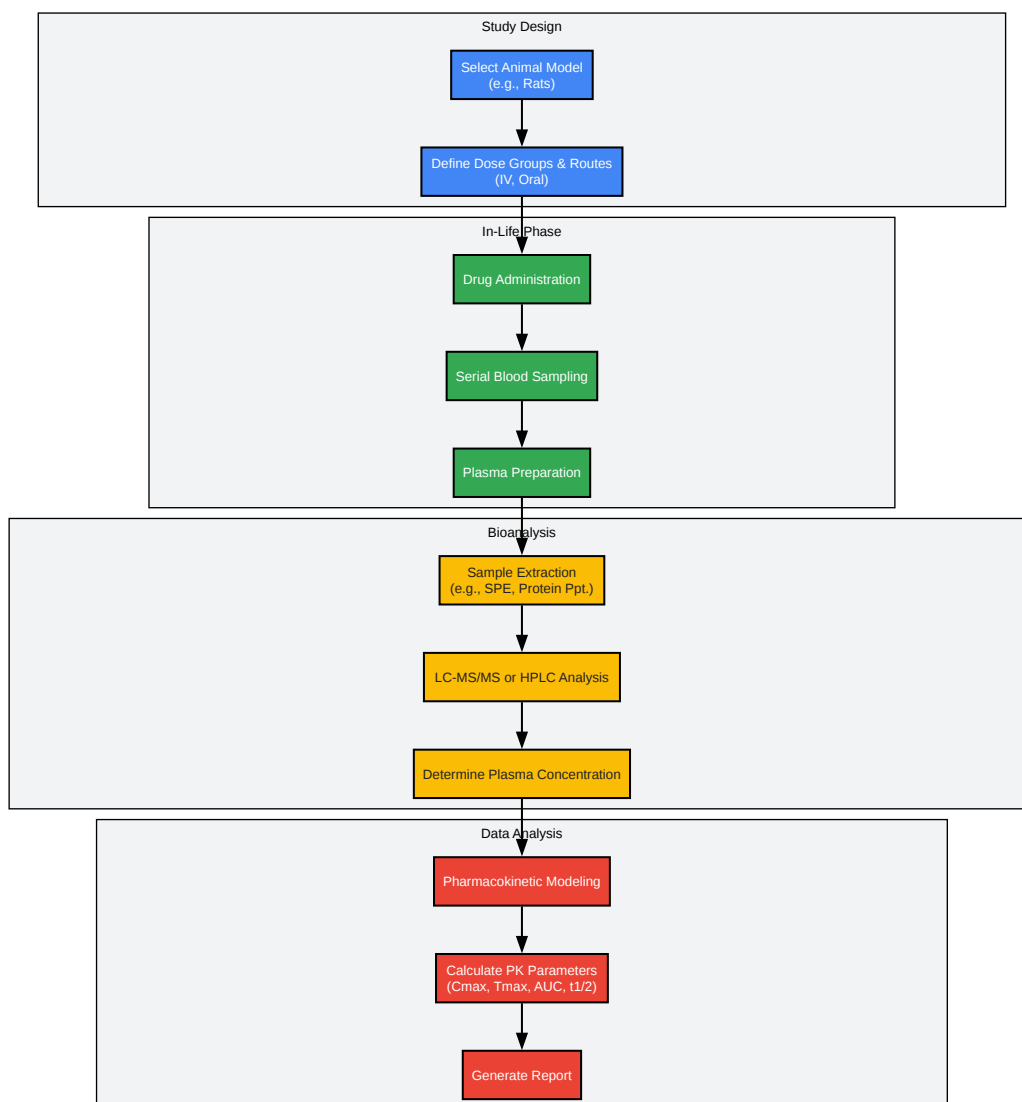 Study Design
Select Animal Model
(e.g., Rats)
Define Dose Groups & Routes
(IV, Oral)
In-Life Phase
Drug Administration
Serial Blood Sampling
Plasma Preparation
Bioanalysis
Sample Extraction
(e.g., SPE, Protein Ppt.)
LC-MS/MS or HPLC Analysis
Determine Plasma Concentration
Data Analysis
Pharmacokinetic Modeling
Calculate PK Parameters
(Cmax, Tmax, AUC, t1/2)
Generate Report